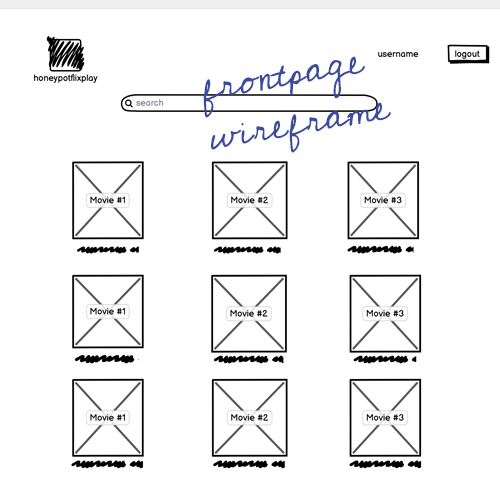 username
logout
honeypotflixplay
frontpage
search
wireframe
Movie #1
Movie #2
Movie #3
Movie #1
Movie #2
Movie #3
Movie #1
Movie #2
Movie #3